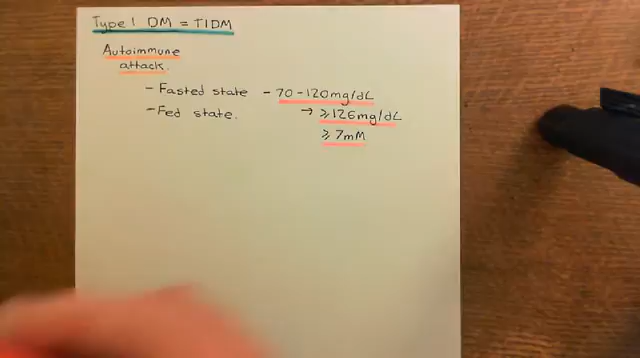 Type 1 DM = T1DM
Autoimmune
attack.
- Fasted state - 70-120mg/dL
- Fed state. → ≥126mg/dL
≥7mM